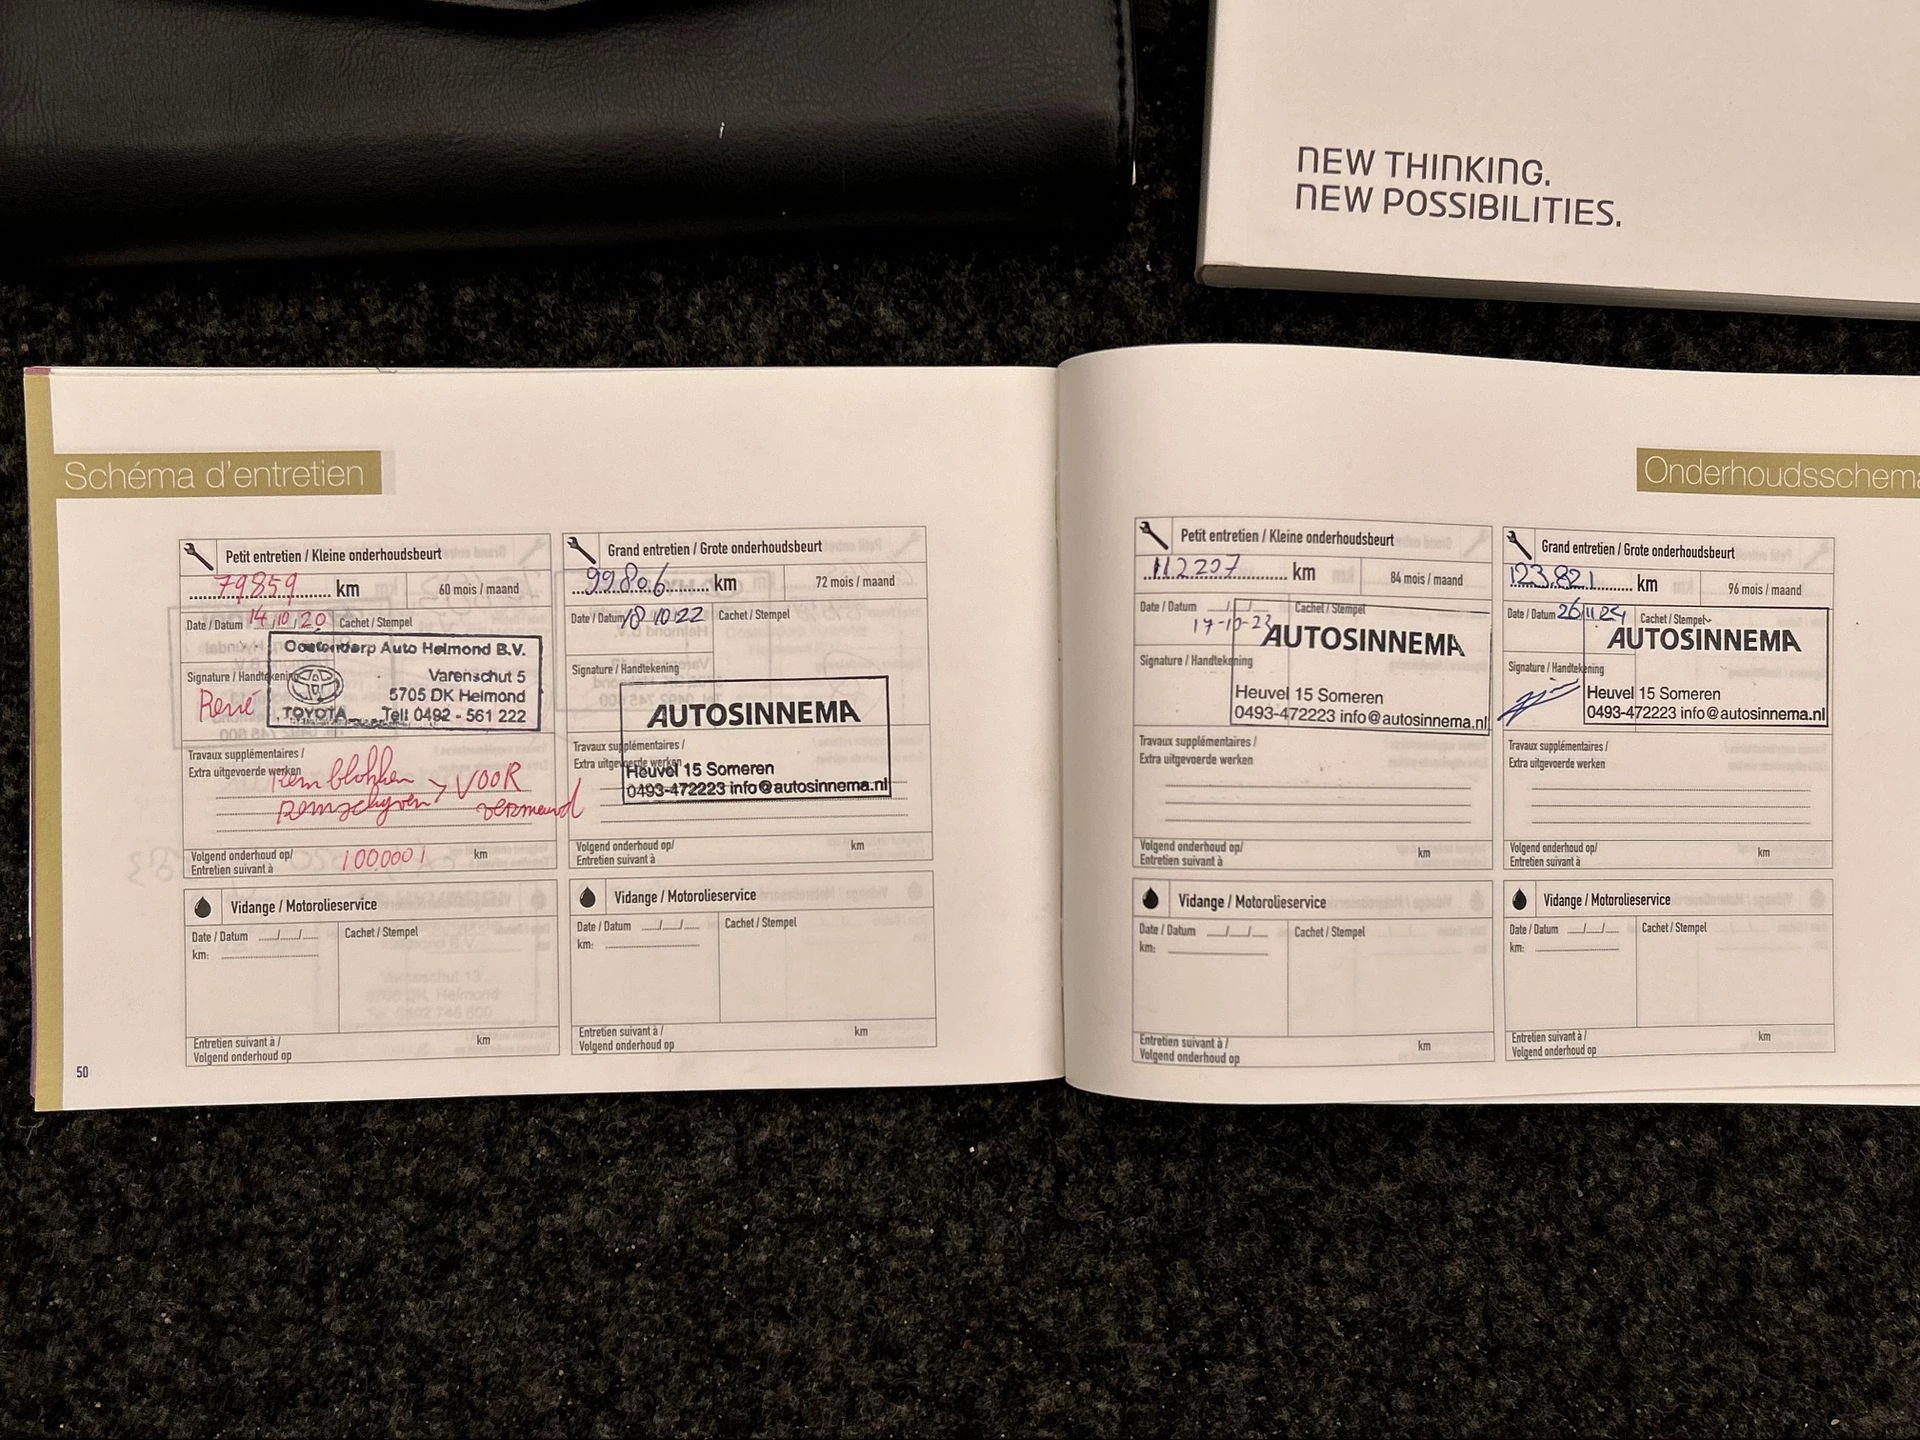 NEW THINKING.
NEW POSSIBILITIES.
Schéma d'entretien
Petit entretien / Kleine onderhoudsbeurt
79859 km
60 mois / maand
Date / Datum 14/10/20 Cachet / Stempel
Oostendorp Auto Helmond B.V.
Varenschut 5
Signature / Handtekening
5705 DK Helmond
René
TOYOTA Tel: 0492 - 561 222
Travaux supplémentaires /
Extra uitgevoerde werken
Remblokken > VOOR
Remschijven
1000001 km
Volgend onderhoud op/
Entretien suivant à
Vidange / Motorolieservice
Date / Datum ..../..../.... Cachet / Stempel
km:
Entretien suivant à /
Volgend onderhoud op
km
50
Grand entretien / Grote onderhoudsbeurt
99806 km
72 mois / maand
Date / Datum 18 10 22 Cachet / Stempel
Signature / Handtekening
AUTOSINNEMA
Travaux supplémentaires /
Extra uitgevoerde werken
Heuvel 15 Someren
0493-472223 info@autosinnema.nl
Volgend onderhoud op/
Entretien suivant à
km
Vidange / Motorolieservice
Date / Datum ..../..../.... Cachet / Stempel
km:
Entretien suivant à /
Volgend onderhoud op
km
Onderhoudsschema
Petit entretien / Kleine onderhoudsbeurt
112207 km
84 mois / maand
Date / Datum Cachet / Stempel
17-10-23
AUTOSINNEMA
Signature / Handtekening
Heuvel 15 Someren
0493-472223 info@autosinnema.nl
Travaux supplémentaires /
Extra uitgevoerde werken
Volgend onderhoud op/
Entretien suivant à
km
Vidange / Motorolieservice
Date / Datum ..../..../.... Cachet / Stempel
km:
Entretien suivant à /
Volgend onderhoud op
km
Grand entretien / Grote onderhoudsbeurt
123.821 km
96 mois / maand
Date / Datum 26/11/24 Cachet / Stempel
AUTOSINNEMA
Signature / Handtekening
Heuvel 15 Someren
0493-472223 info@autosinnema.nl
Travaux supplémentaires /
Extra uitgevoerde werken
Volgend onderhoud op/
Entretien suivant à
km
Vidange / Motorolieservice
Date / Datum ..../..../.... Cachet / Stempel
km:
Entretien suivant à /
Volgend onderhoud op
km